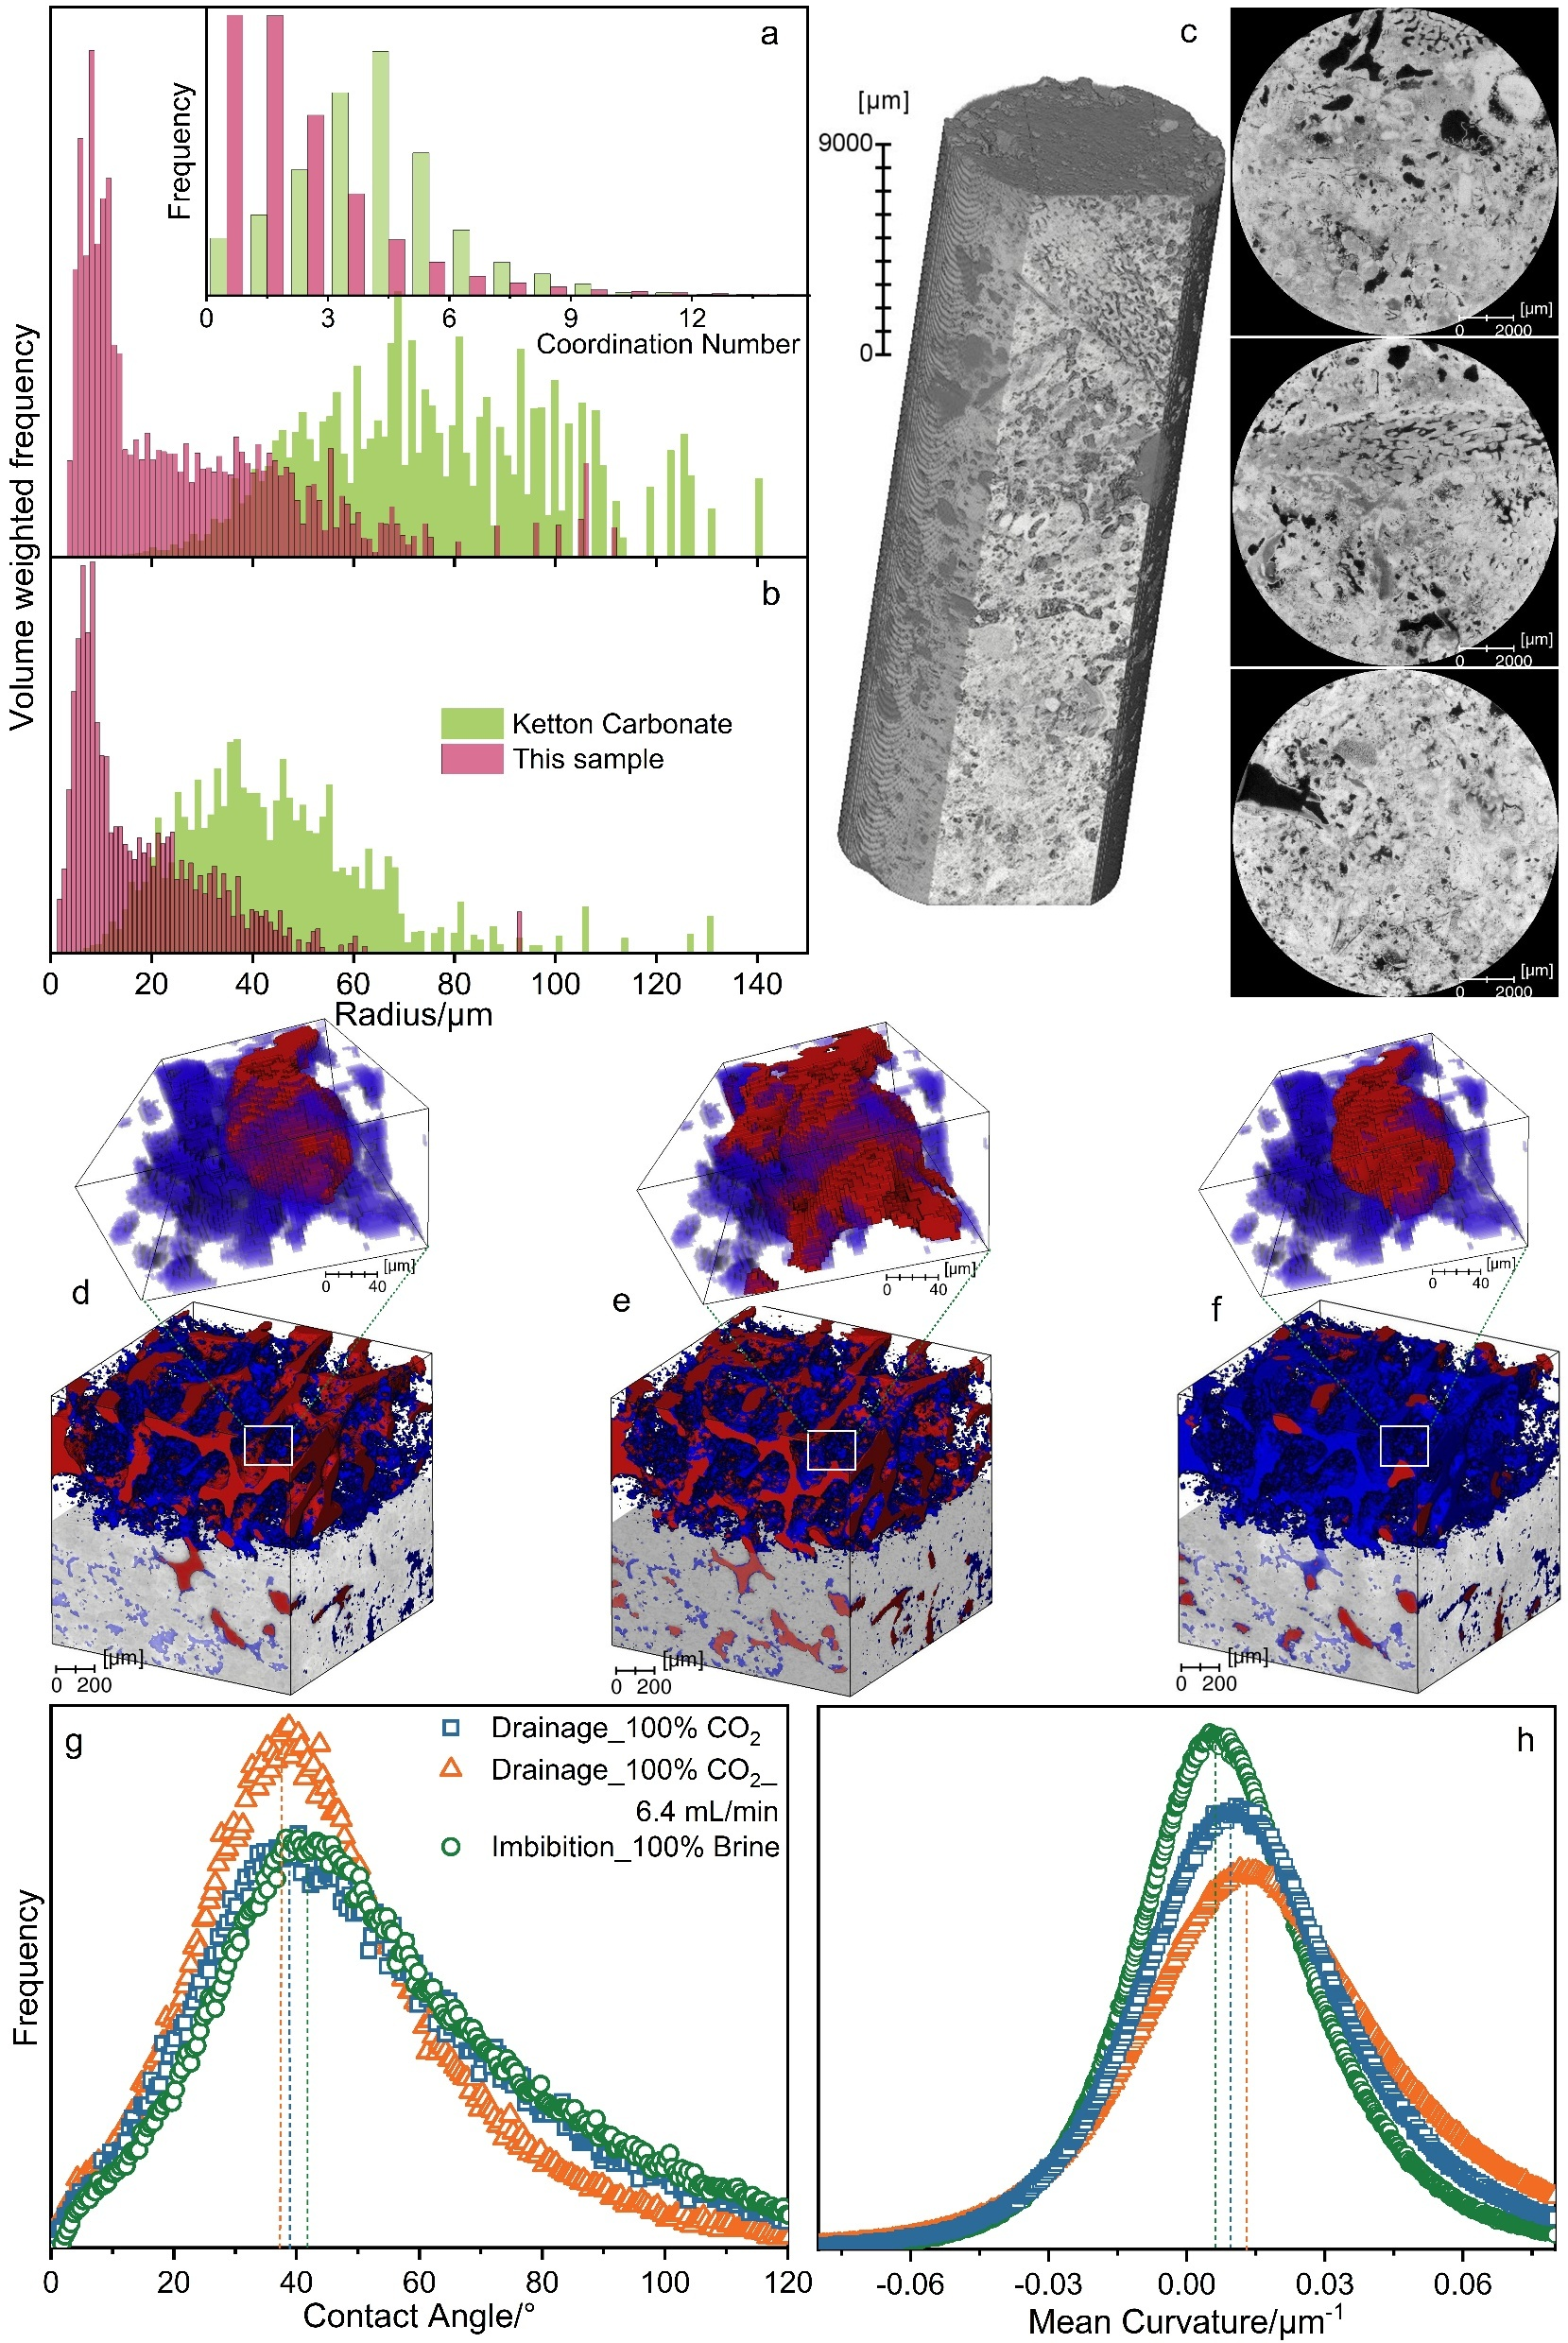 a
Frequency
0 3 6 9 12
Coordination Number
Volume weighted frequency
b
Ketton Carbonate
This sample
0 20 40 60 80 100 120 140
Radius/μm
c
[μm]
9000
0
[μm]
0 2000
[μm]
0 2000
[μm]
0 2000
[μm]
0 40
[μm]
0 40
[μm]
0 40
d
e
f
[μm]
0 200
[μm]
0 200
[μm]
0 200
g
Drainage_100% CO2
Drainage_100% CO2_
6.4 mL/min
Imbibition_100% Brine
Frequency
0 20 40 60 80 100 120
Contact Angle/°
h
-0.06 -0.03 0.00 0.03 0.06
Mean Curvature/μm-1